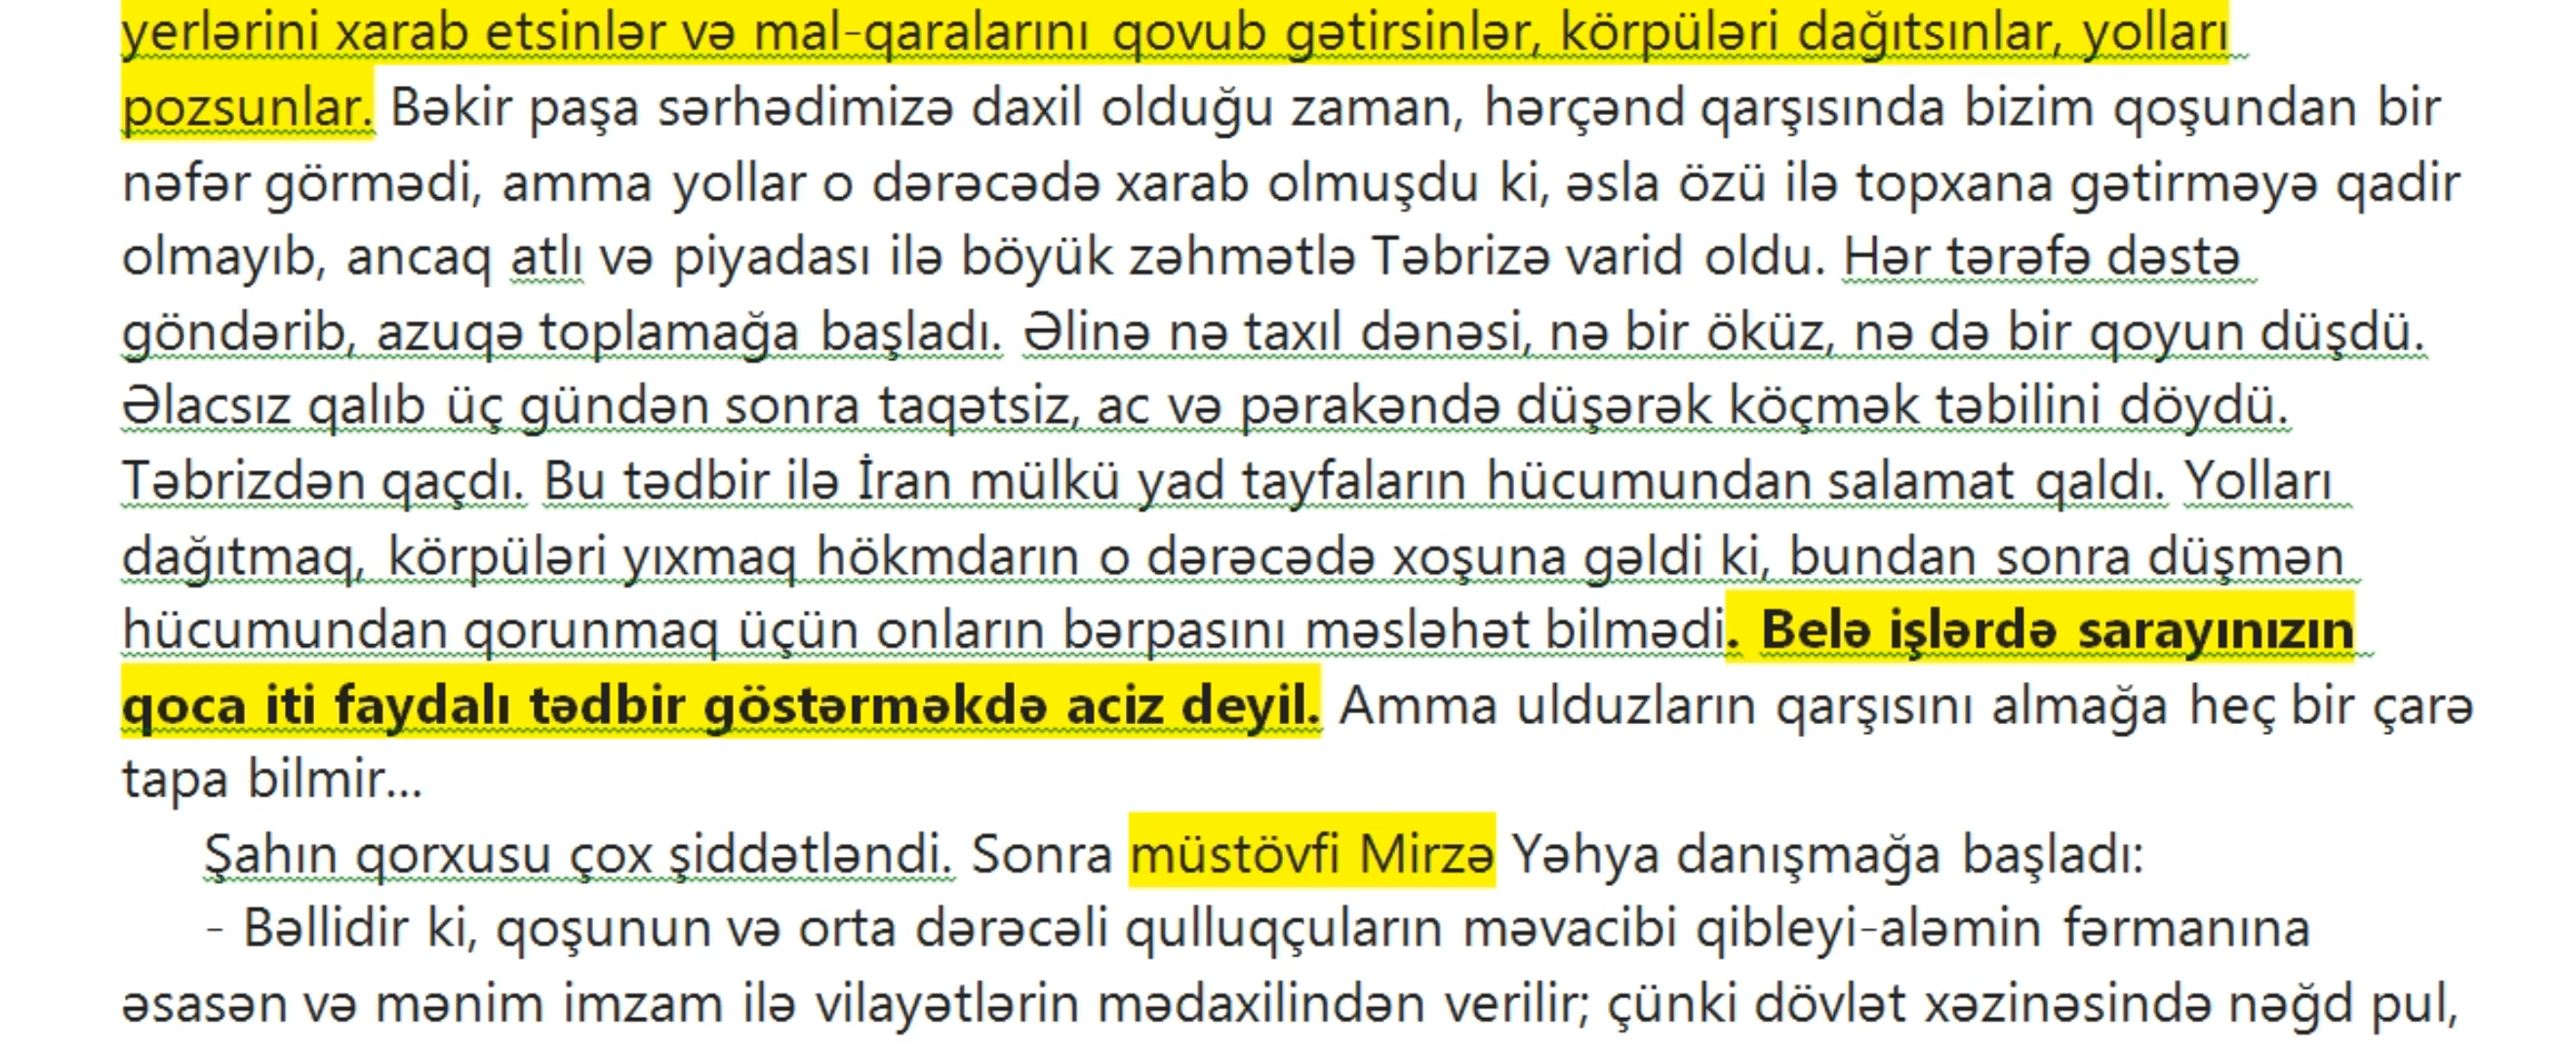 yerlərini xarab etsinlər və mal-qaralarını qovub gətirsinlər, körpüləri dağıtsınlar, yolları
pozsunlar. Bəkir paşa sərhədimizə daxil olduğu zaman, hərçənd qarşısında bizim qoşundan bir
nəfər görmədi, amma yollar o dərəcədə xarab olmuşdu ki, əsla özü ilə topxana gətirməyə qadir
olmayıb, ancaq atlı və piyadası ilə böyük zəhmətlə Təbrizə varid oldu. Hər tərəfə dəstə
göndərib, azuqə toplamağa başladı. Əlinə nə taxıl dənəsi, nə bir öküz, nə də bir qoyun düşdü.
Əlacsız qalıb üç gündən sonra taqətsiz, ac və pərakəndə düşərək köçmək təbilini döydü.
Təbrizdən qaçdı. Bu tədbir ilə İran mülkü yad tayfaların hücumundan salamat qaldı. Yolları
dağıtmaq, körpüləri yıxmaq hökmdarın o dərəcədə xoşuna gəldi ki, bundan sonra düşmən
hücumundan qorunmaq üçün onların bərpasını məsləhət bilmədi. Belə işlərdə sarayınızın
qoca iti faydalı tədbir göstərməkdə aciz deyil. Amma ulduzların qarşısını almağa heç bir çarə
tapa bilmir...
Şahın qorxusu çox şiddətləndi. Sonra müstövfi Mirzə Yəhya danışmağa başladı:
- Bəllidir ki, qoşunun və orta dərəcəli qulluqçuların məvacibi qibleyi-aləmin fərmanına
əsasən və mənim imzam ilə vilayətlərin mədaxilindən verilir; çünki dövlət xəzinəsində nəğd pul,